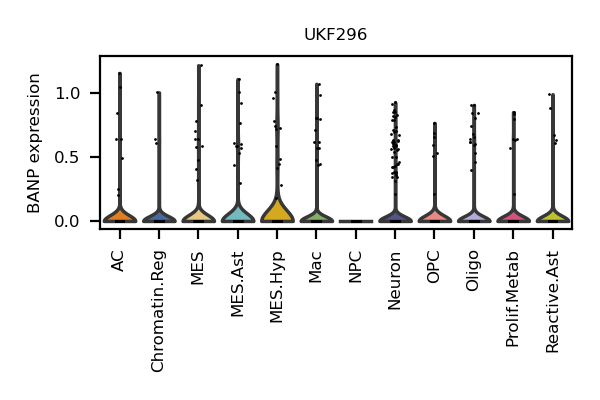 UKF296
BANP expression
1.0
0.5
0.0
AC
Chromatin.Reg
MES
MES.Ast
MES.Hyp
Mac
NPC
Neuron
OPC
Oligo
Prolif.Metab
Reactive.Ast